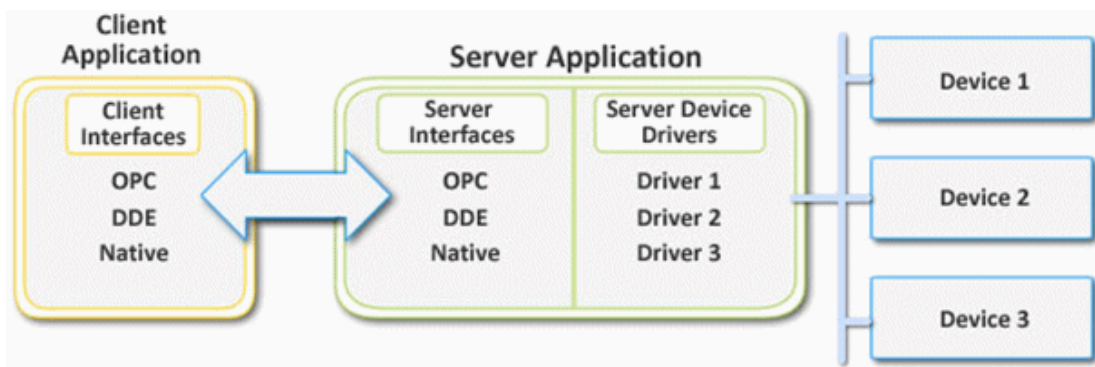 Client
Application
Server Application
Client
Interfaces
OPC
DDE
Native
Server
Interfaces
OPC
DDE
Native
Server Device
Drivers
Driver 1
Driver 2
Driver 3
Device 1
Device 2
Device 3